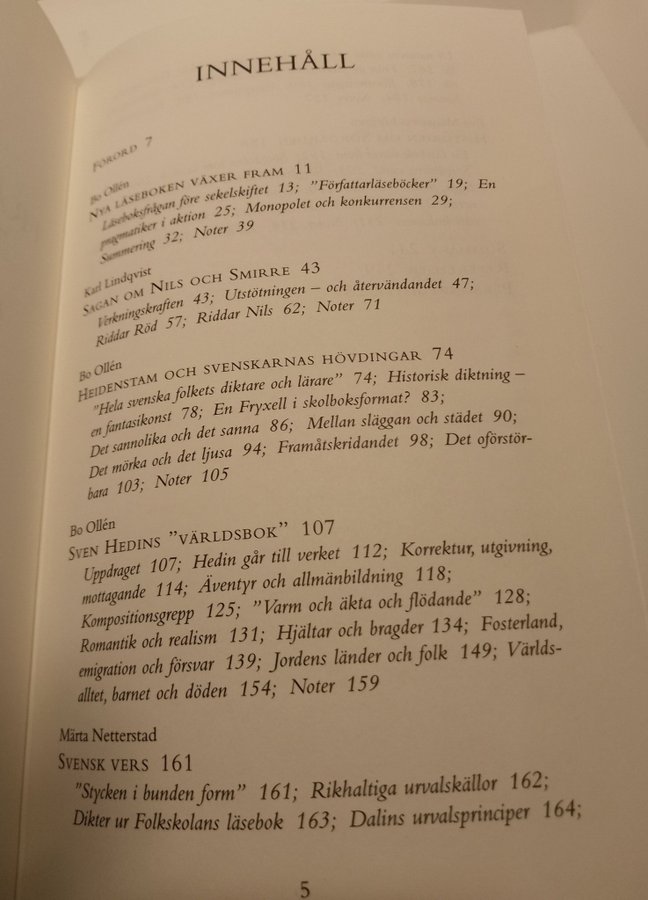 INNEHÅLL
FÖRORD 7
Bo Ollén
NYA LÄSEBOKEN VÄXER FRAM 11
Läseboksfrågan före sekelskiftet 13; "Författarläseböcker" 19; En
pragmatiker i aktion 25; Monopolet och konkurrensen 29;
Summering 32; Noter 39
Karl Lindqvist
SAGAN OM NILS OCH SMIRRE 43
Verkningskraften 43; Utstötningen – och återvändandet 47;
Riddar Röd 57; Riddar Nils 62; Noter 71
Bo Ollén
HEIDENSTAM OCH SVENSKARNAS HÖVDINGAR 74
"Hela svenska folkets diktare och lärare" 74; Historisk diktning –
en fantasikonst 78; En Fryxell i skolboksformat? 83;
Det sannolika och det sanna 86; Mellan släggan och städet 90;
Det mörka och det ljusa 94; Framåtskridandet 98; Det oförstör-
bara 103; Noter 105
Bo Ollén
SVEN HEDINS "VÄRLDSBOK" 107
Uppdraget 107; Hedin går till verket 112; Korrektur, utgivning,
mottagande 114; Äventyr och allmänbildning 118;
Kompositionsgrepp 125; "Varm och äkta och flödande" 128;
Romantik och realism 131; Hjältar och bragder 134; Fosterland,
emigration och försvar 139; Jordens länder och folk 149; Världs-
alltet, barnet och döden 154; Noter 159
Märta Netterstad
SVENSK VERS 161
"Stycken i bunden form" 161; Rikhaltiga urvalskällor 162;
Dikter ur Folkskolans läsebok 163; Dalins urvalsprinciper 164;
5